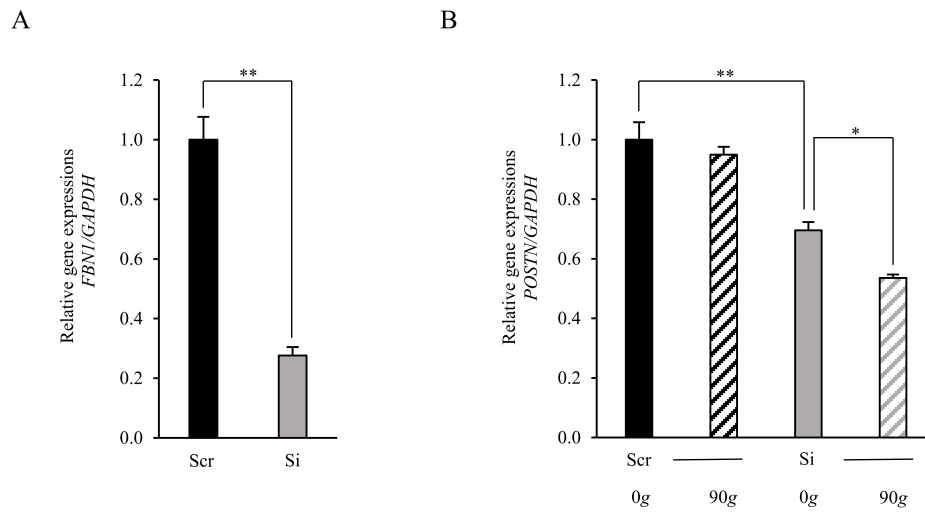 A
B
**
1.2
1.0
0.8
0.6
0.4
0.2
0.0
Relative gene expressions
FBN1/GAPDH
Scr Si
**
*
1.2
1.0
0.8
0.6
0.4
0.2
0.0
Relative gene expressions
POSTN/GAPDH
Scr Si
0g 90g 0g 90g